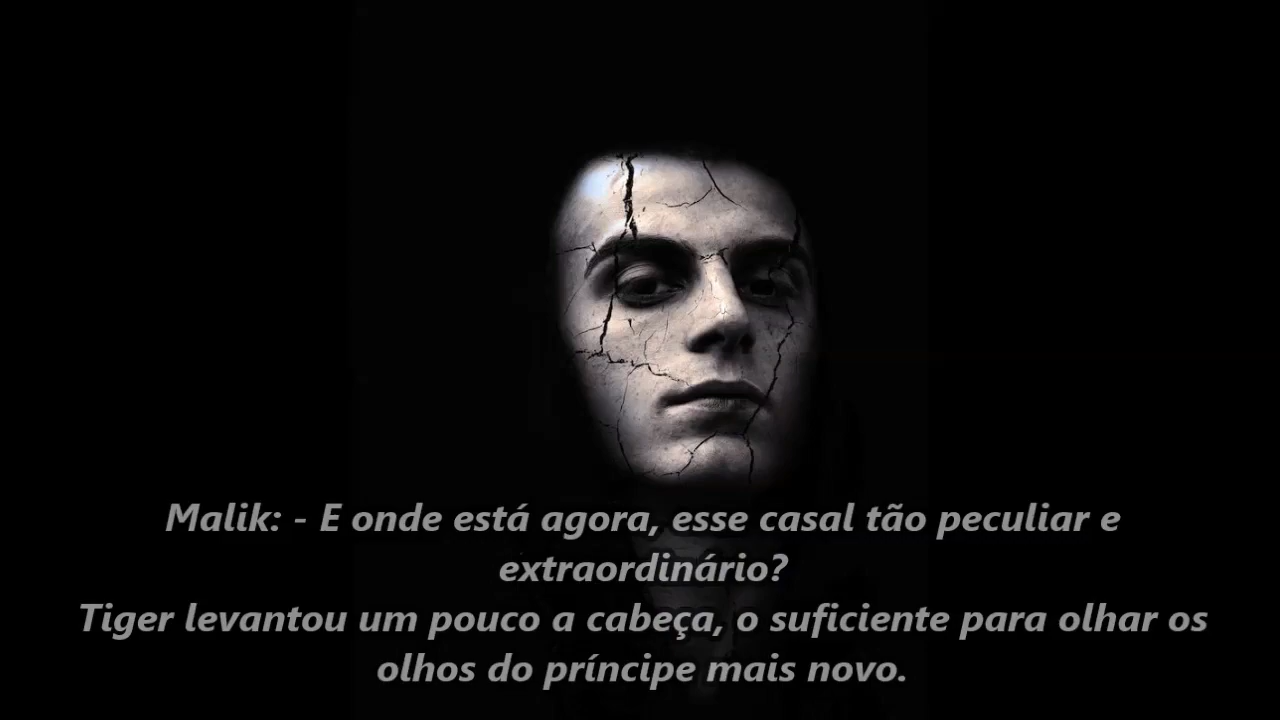 Malik: - E onde está agora, esse casal tão peculiar e
extraordinário?
Tiger levantou um pouco a cabeça, o suficiente para olhar os
olhos do príncipe mais novo.